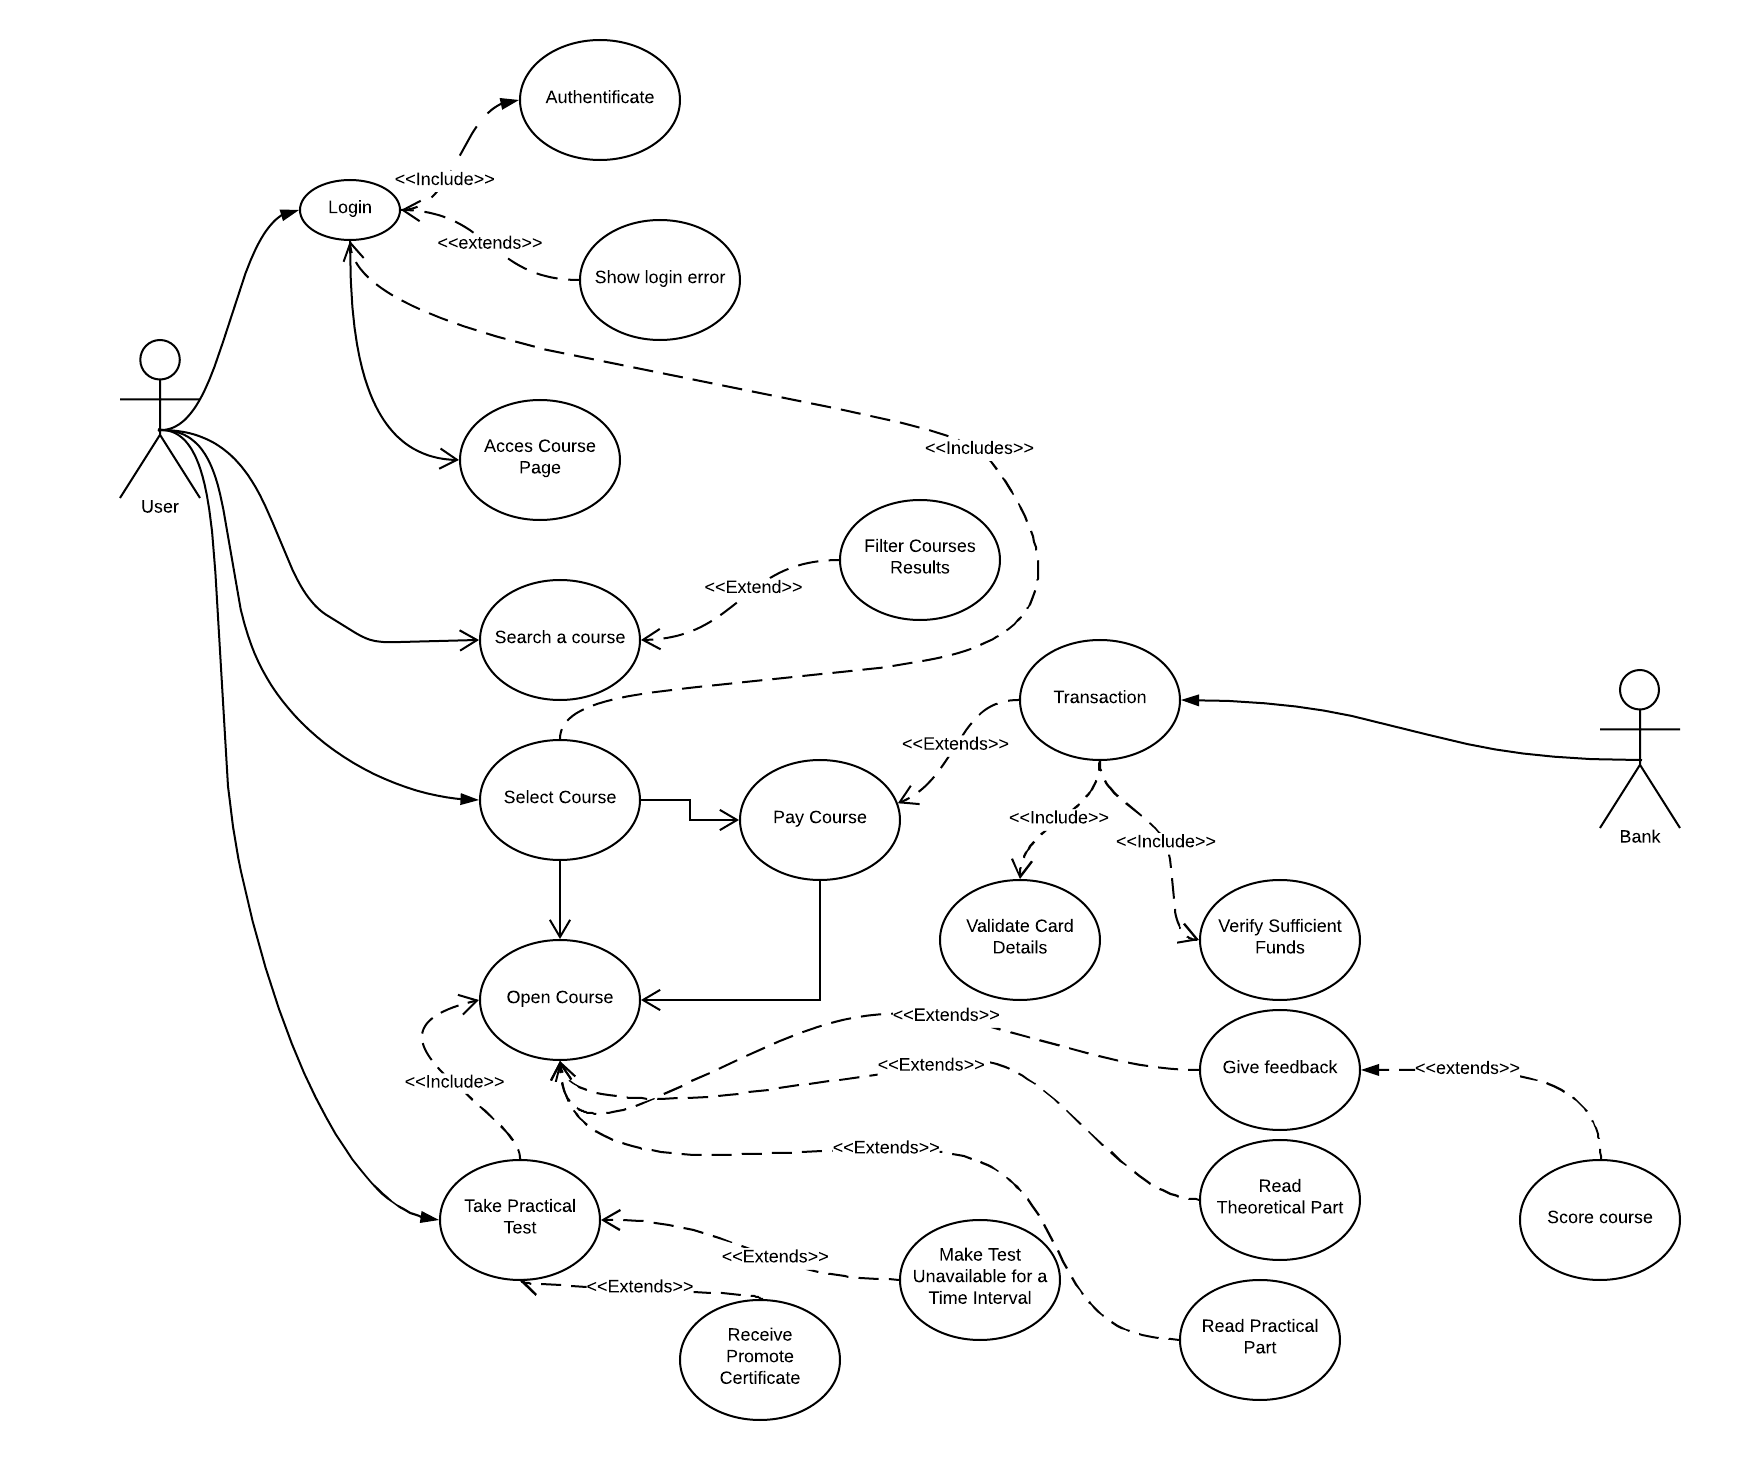 Authentificate
<<Include>>
Login
<<extends>>
Show login error
Acces Course
Page
<<Includes>>
User
Filter Courses
Results
<<Extend>>
Search a course
Transaction
<<Extends>>
Select Course
Pay Course
<<Include>>
<<Include>>
Bank
Validate Card
Details
Verify Sufficient
Funds
Open Course
<<Extends>>
<<Extends>>
Give feedback
<<extends>>
<<Include>>
<<Extends>>
Read
Theoretical Part
Take Practical
Test
Score course
<<Extends>>
Make Test
Unavailable for a
Time Interval
<<Extends>>
Receive
Promote
Certificate
Read Practical
Part